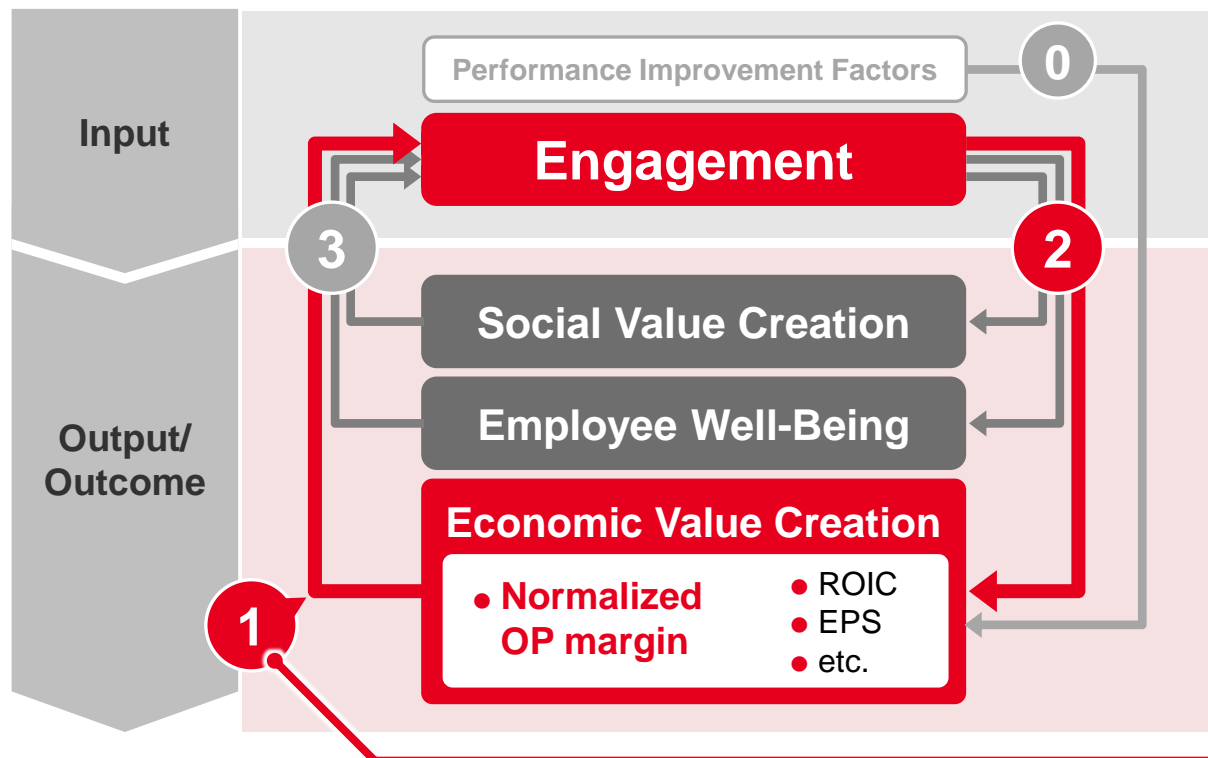 Performance Improvement Factors
0
Input
Engagement
3
2
Social Value Creation
Employee Well-Being
Output/
Outcome
Economic Value Creation
● Normalized
OP margin
● ROIC
● EPS
● etc.
1